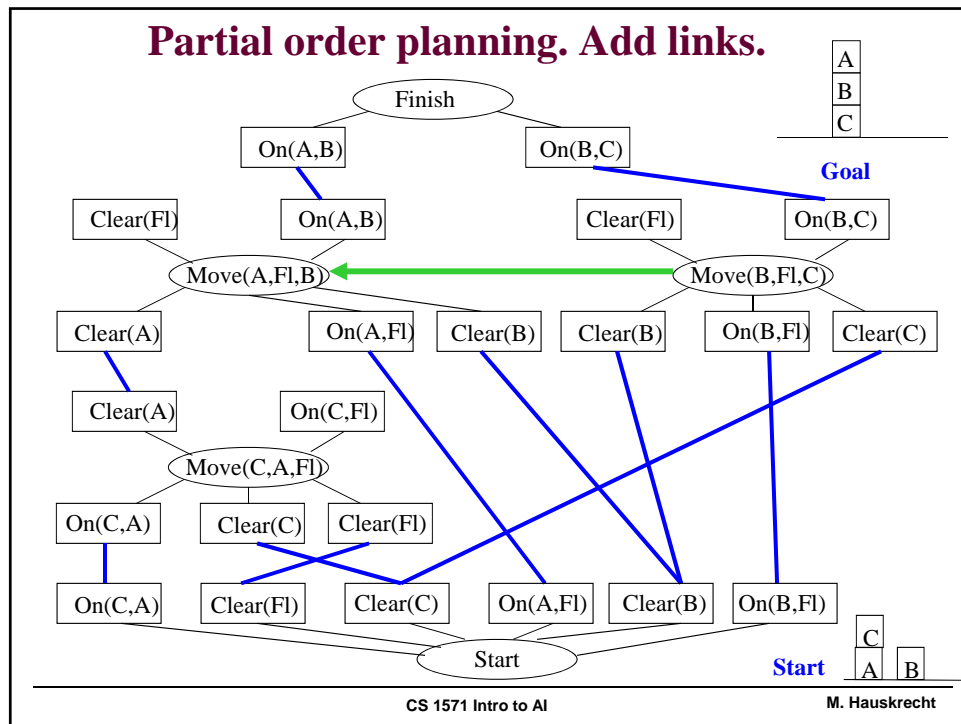 Partial order planning. Add links.
A
B
C
Goal
Finish
On(A,B)
On(B,C)
Clear(Fl)
On(A,B)
Clear(Fl)
On(B,C)
Move(A,Fl,B)
Move(B,Fl,C)
Clear(A)
On(A,Fl)
Clear(B)
Clear(B)
On(B,Fl)
Clear(C)
Clear(A)
On(C,Fl)
Move(C,A,Fl)
On(C,A)
Clear(C)
Clear(Fl)
On(C,A)
Clear(Fl)
Clear(C)
On(A,Fl)
Clear(B)
On(B,Fl)
Start
Start
C
A B
CS 1571 Intro to AI
M. Hauskrecht